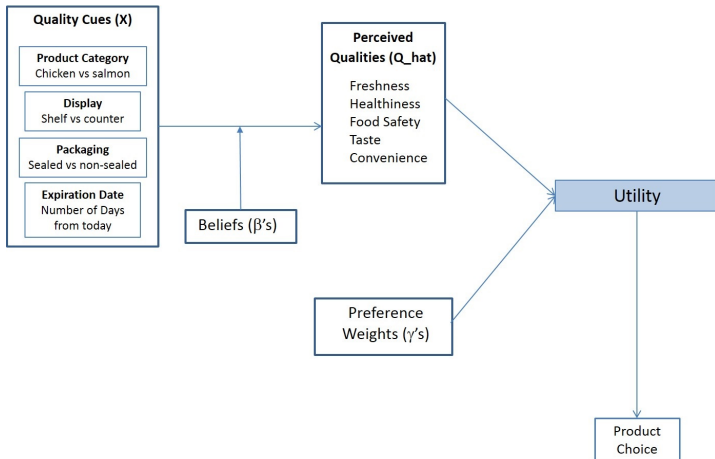 Quality Cues (X)
Product Category
Chicken vs salmon
Display
Shelf vs counter
Packaging
Sealed vs non-sealed
Expiration Date
Number of Days
from today
Beliefs (β's)
Perceived
Qualities (Q_hat)
Freshness
Healthiness
Food Safety
Taste
Convenience
Preference
Weights (γ's)
Utility
Product
Choice